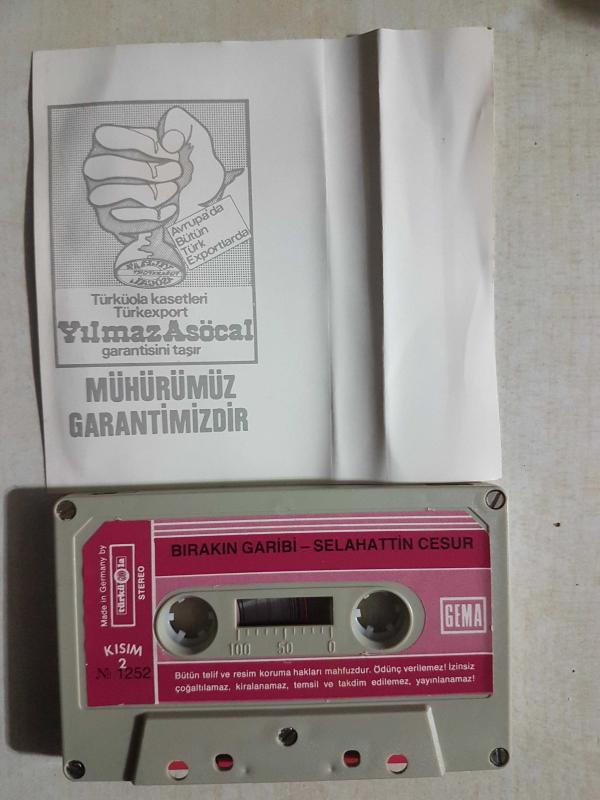 Avrupa'da
Bütün
Türk
Exportlarda
Türküola kasetleri
Türkexport
Yılmaz Asöcal
garantisini taşır
MÜHÜRÜMÜZ
GARANTİMİZDİR
BIRAKIN GARİBİ – SELAHATTİN CESUR
Made in Germany by
türküola
STEREO
GEMA
KISIM
2
№ 1252
100 50 0
Bütün telif ve resim koruma hakları mahfuzdur. Ödünç verilemez! İzinsiz
çoğaltılamaz, kiralanamaz, temsil ve takdim edilemez, yayınlanamaz!